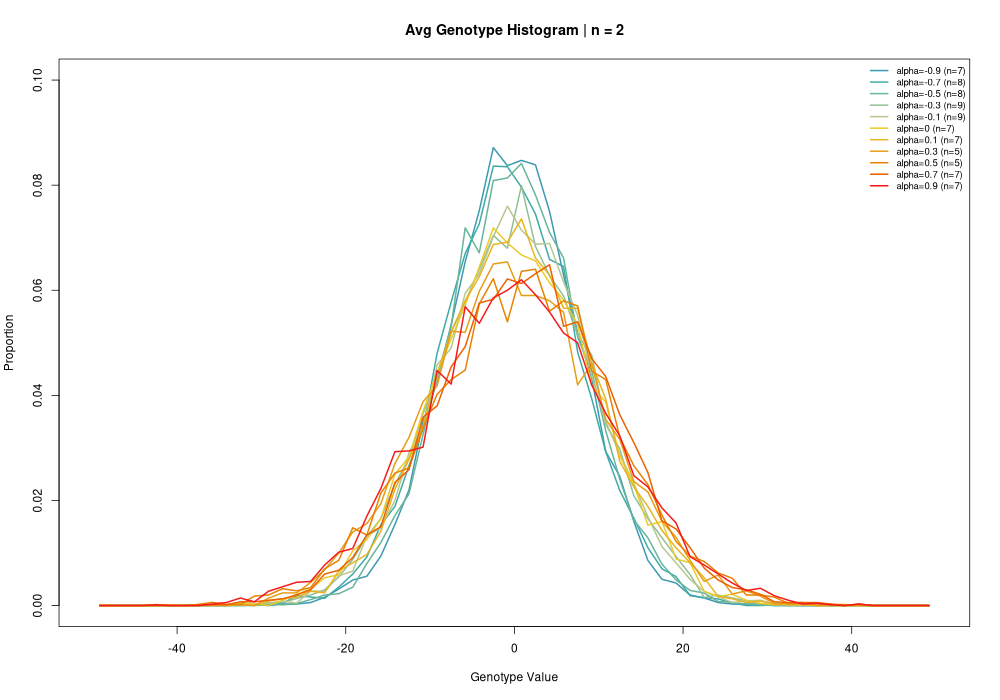 Avg Genotype Histogram | n = 2
alpha=-0.9 (n=7)
alpha=-0.7 (n=8)
alpha=-0.5 (n=8)
alpha=-0.3 (n=9)
alpha=-0.1 (n=9)
alpha=0 (n=7)
alpha=0.1 (n=7)
alpha=0.3 (n=5)
alpha=0.5 (n=5)
alpha=0.7 (n=7)
alpha=0.9 (n=7)
0.10
0.08
0.06
0.04
0.02
0.00
Proportion
-40 -20 0 20 40
Genotype Value